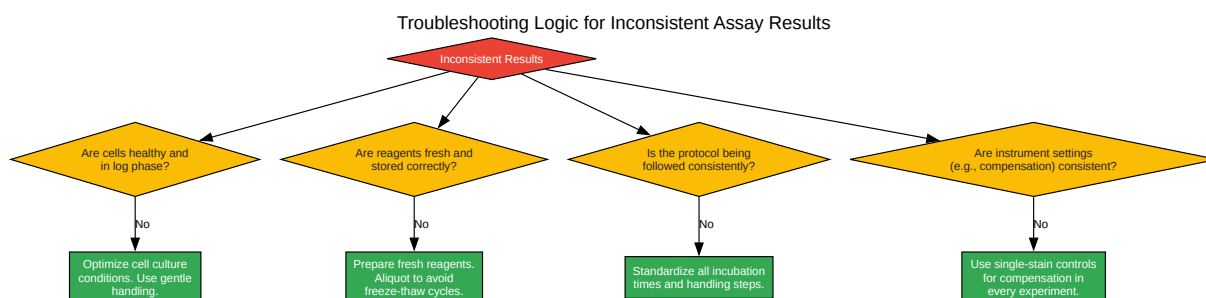 Troubleshooting Logic for Inconsistent Assay Results
Inconsistent Results
Are cells healthy and
in log phase?
Are reagents fresh and
stored correctly?
Is the protocol being
followed consistently?
Are instrument settings
(e.g., compensation) consistent?
No
No
No
No
Optimize cell culture
conditions. Use gentle
handling.
Prepare fresh reagents.
Aliquot to avoid
freeze-thaw cycles.
Standardize all incubation
times and handling steps.
Use single-stain controls
for compensation in
every experiment.